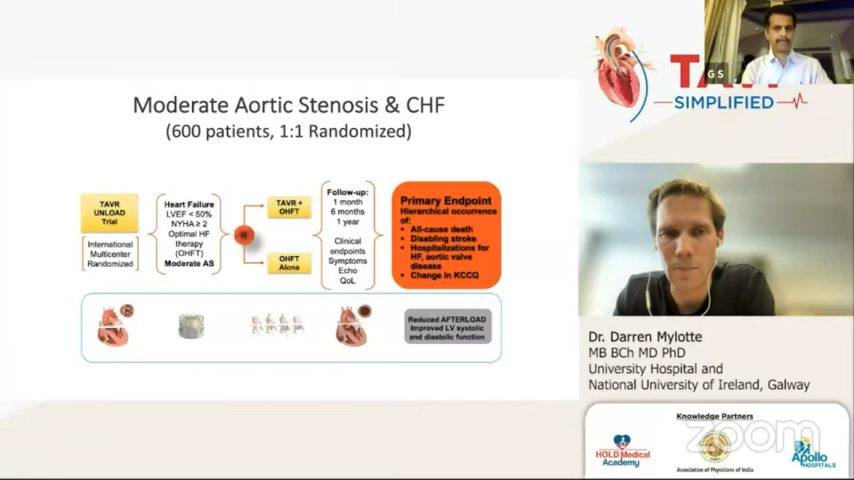 Moderate Aortic Stenosis & CHF
(600 patients, 1:1 Randomized)
TAVR
UNLOAD
Trial
International
Multicenter
Randomized
Heart Failure
LVEF < 50%
NYHA ≥ 2
Optimal HF
therapy
(OHFT)
Moderate AS
R
TAVR +
OHFT
OHFT
Alone
Follow-up:
1 month
6 months
1 year
Clinical
endpoints
Symptoms
Echo
QoL
Primary Endpoint
Hierarchical occurrence
of:
• All-cause death
• Disabling stroke
• Hospitalizations for
HF, aortic valve
disease
• Change in KCCQ
Reduced AFTERLOAD
Improved LV systolic
and diastolic function
G S
SIMPLIFIED
Dr. Darren Mylotte
MB BCh MD PhD
University Hospital and
National University of Ireland, Galway
Knowledge Partners
zoom
HOLD Medical
Academy
Association of Physicians of India
Apollo
HOSPITALS